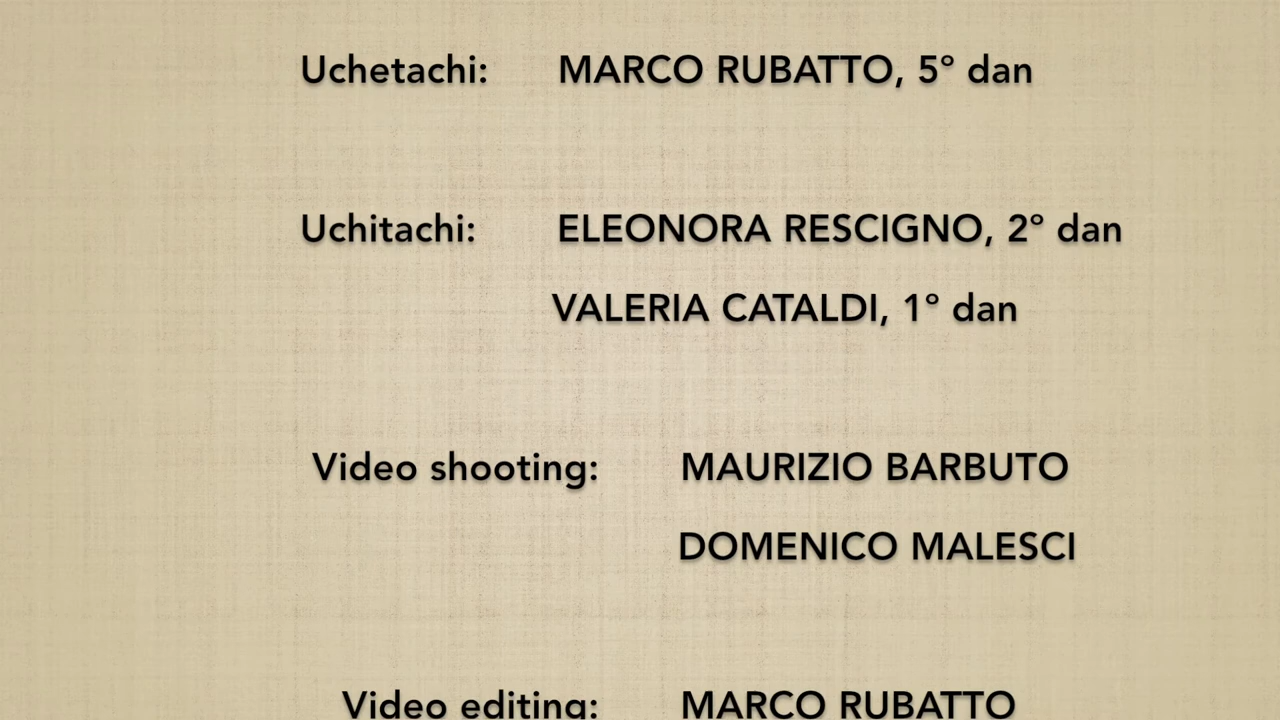 Uchetachi: MARCO RUBATTO, 5° dan
Uchitachi: ELEONORA RESCIGNO, 2° dan
VALERIA CATALDI, 1° dan
Video shooting: MAURIZIO BARBUTO
DOMENICO MALESCI
Video editing: MARCO RUBATTO